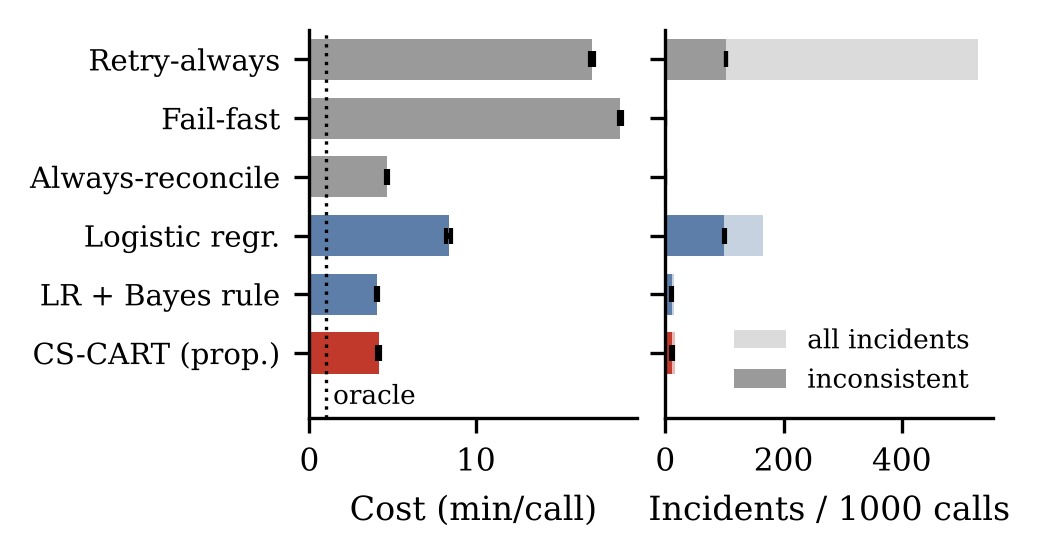 Retry-always
Fail-fast
Always-reconcile
Logistic regr.
LR + Bayes rule
CS-CART (prop.)
oracle
0
10
Cost (min/call)
all incidents
inconsistent
0
200
400
Incidents / 1000 calls